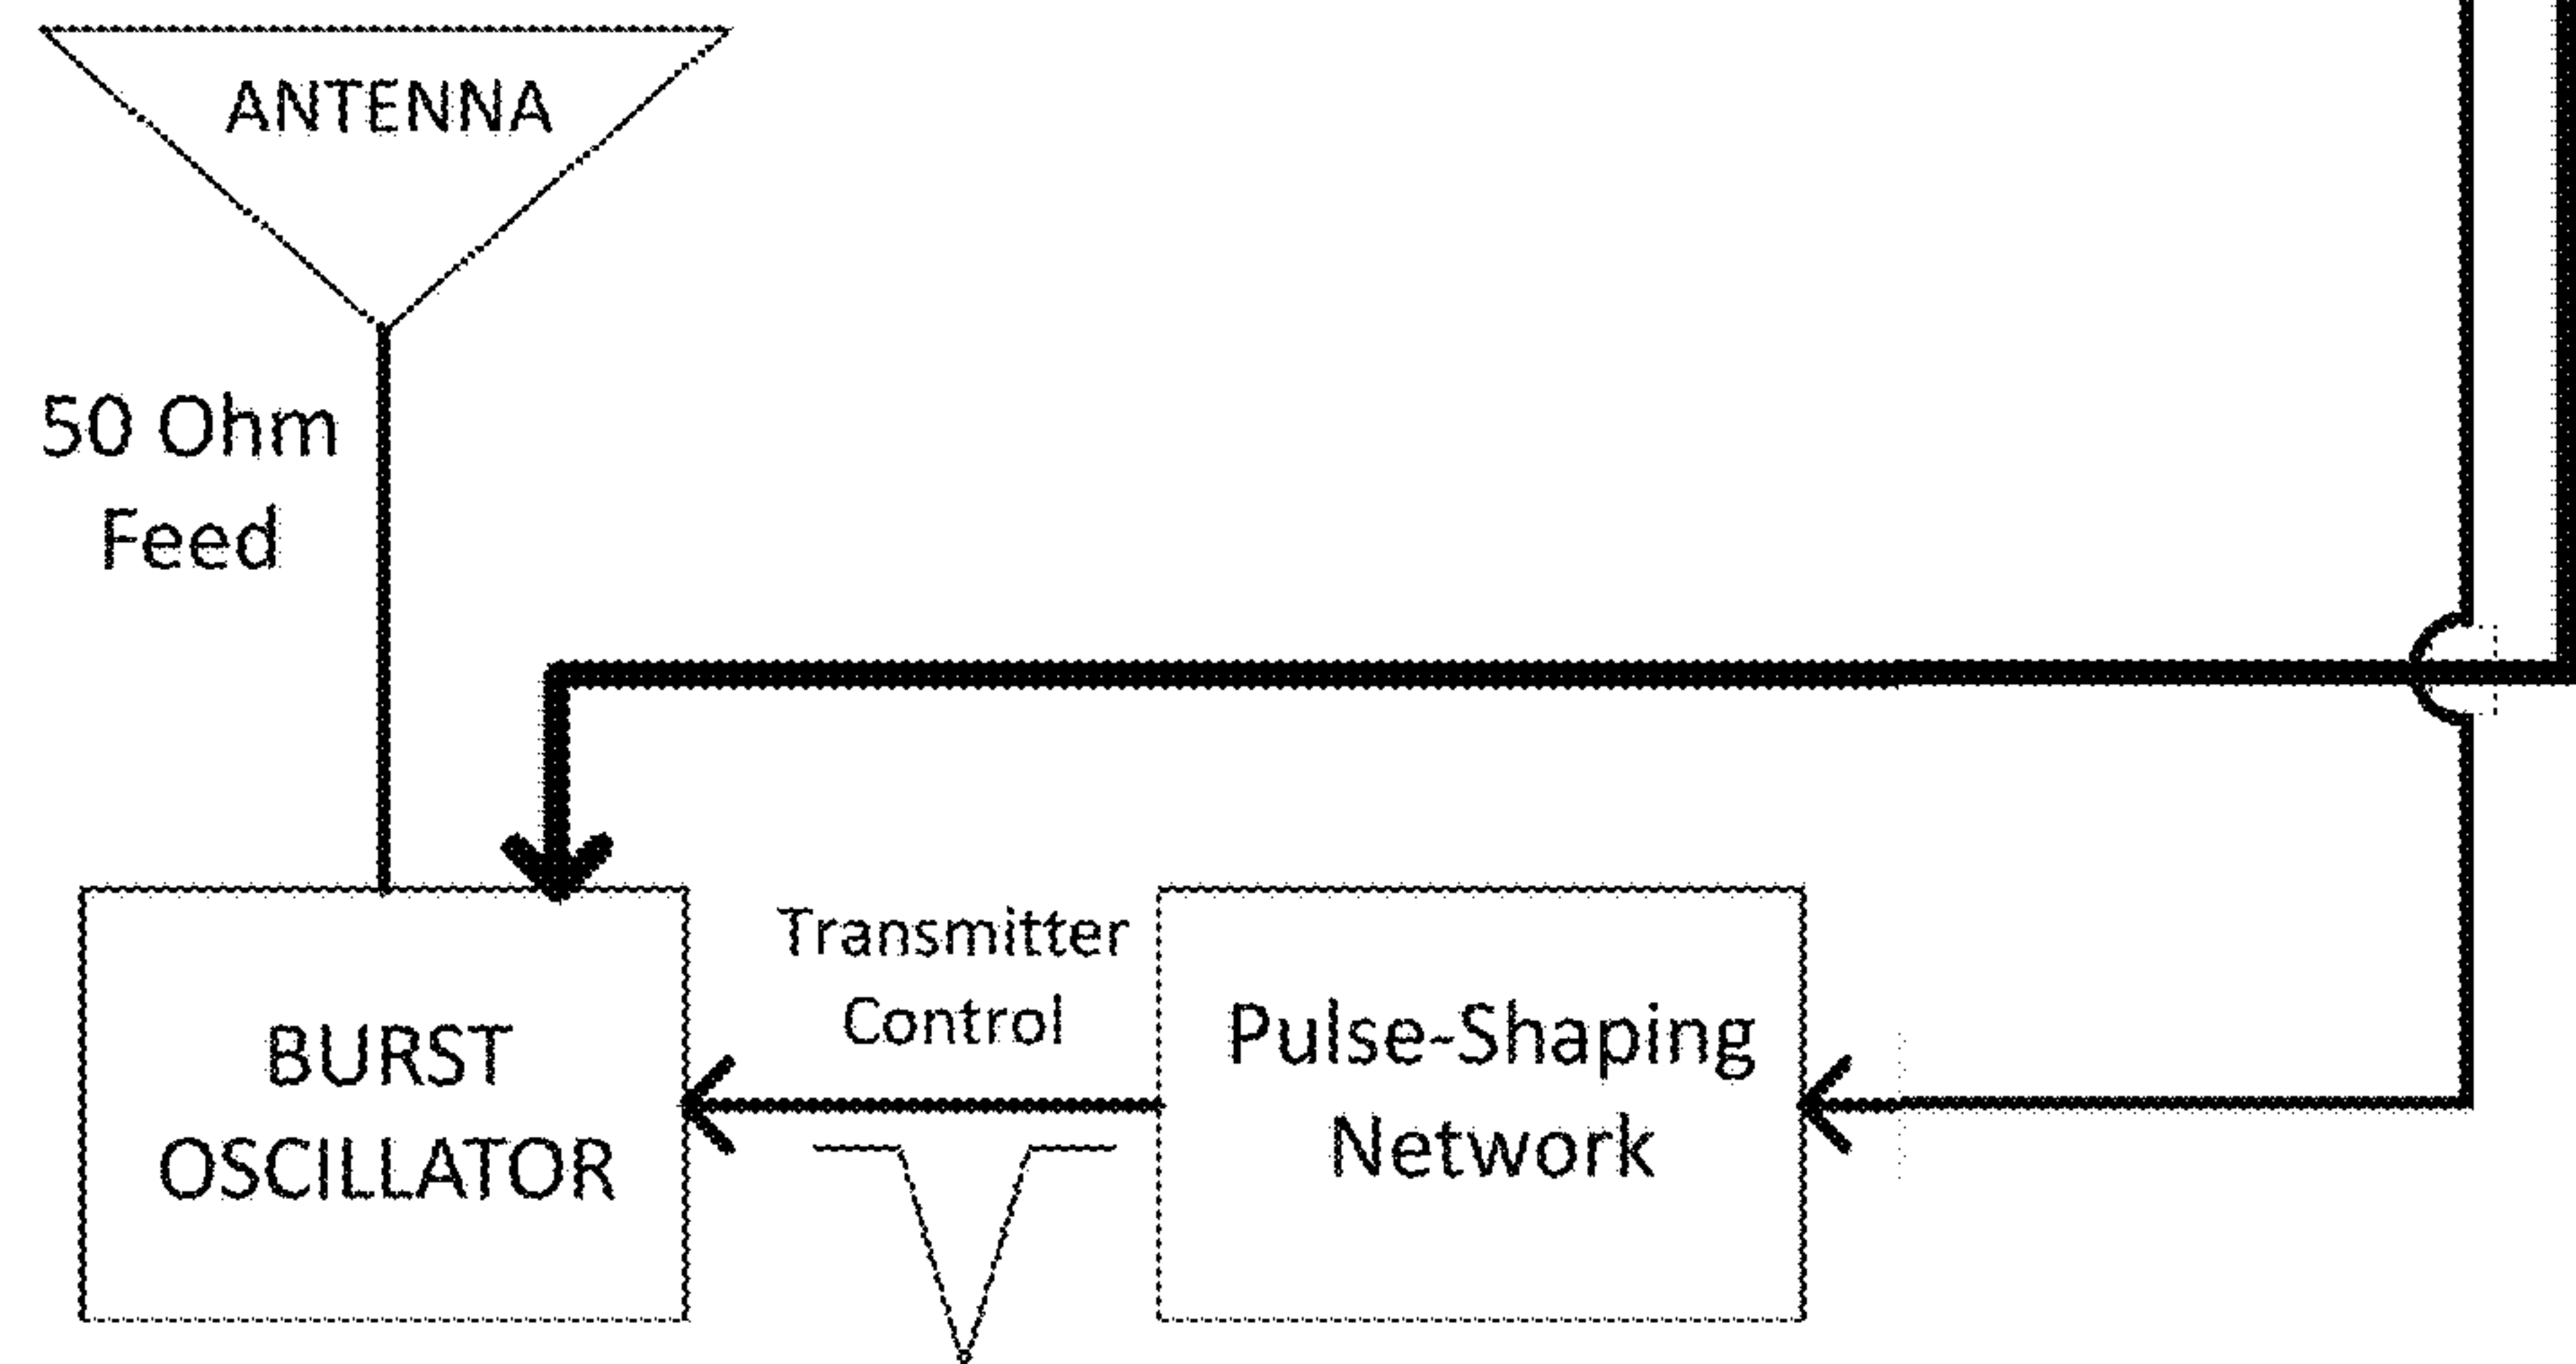 ANTENNA
50 Ohm
Feed
Transmitter
Control
BURST
OSCILLATOR
Pulse-Shaping
Network